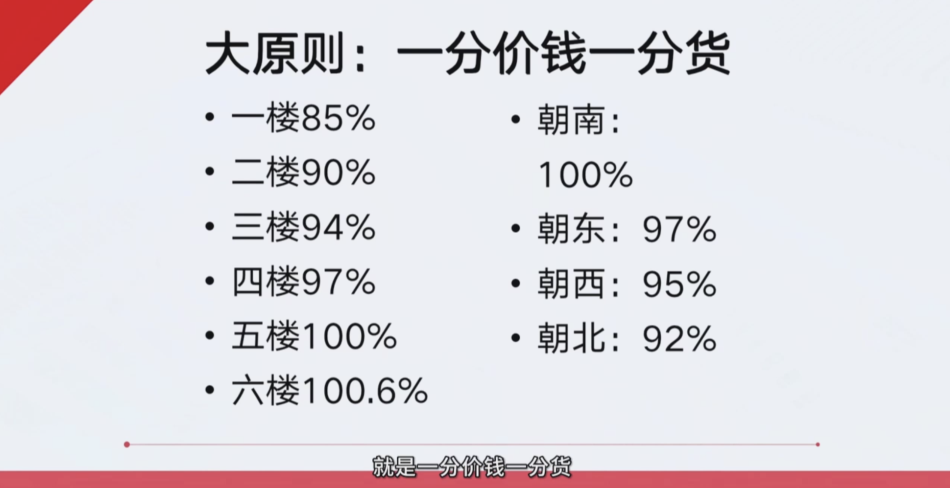 大原则：一分价钱一分货
• 一楼85%
• 二楼90%
• 三楼94%
• 四楼97%
• 五楼100%
• 六楼100.6%
• 朝南：
100%
• 朝东：97%
• 朝西：95%
• 朝北：92%
就是一分价钱一分货